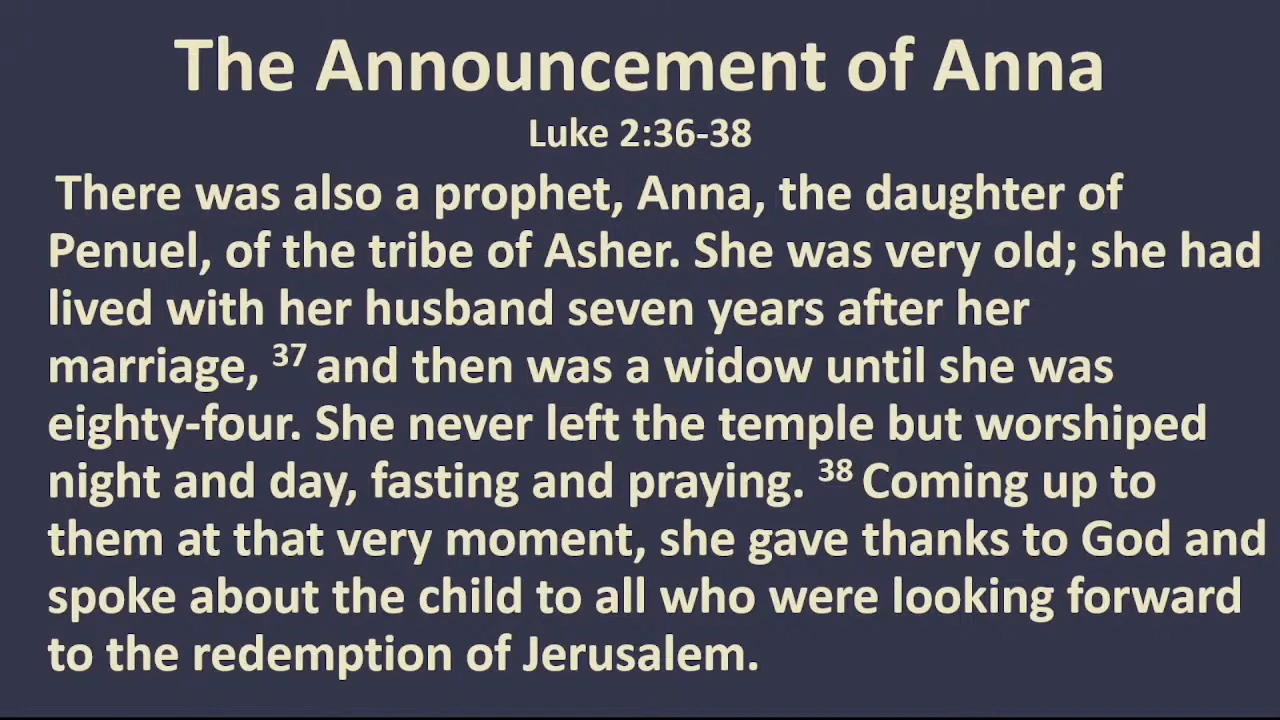 The Announcement of Anna
Luke 2:36-38
There was also a prophet, Anna, the daughter of
Penuel, of the tribe of Asher. She was very old; she had
lived with her husband seven years after her
marriage, 37 and then was a widow until she was
eighty-four. She never left the temple but worshiped
night and day, fasting and praying. 38 Coming up to
them at that very moment, she gave thanks to God and
spoke about the child to all who were looking forward
to the redemption of Jerusalem.